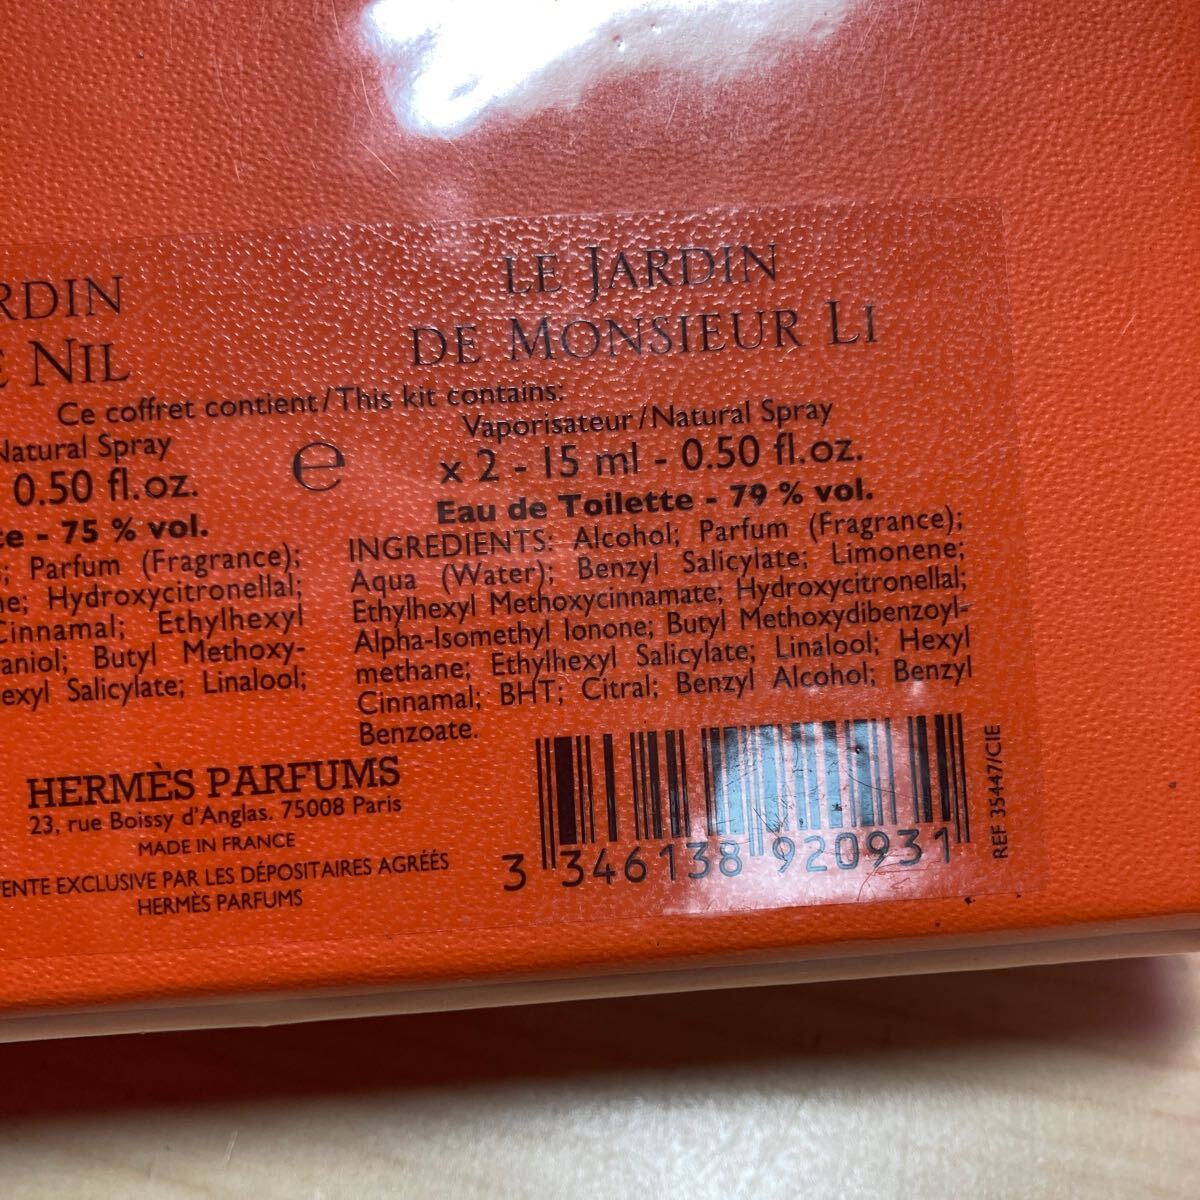 RDIN
NIL
LE JARDIN
DE MONSIEUR LI
Ce coffret contient/This kit contains:
Natural Spray
0.50 fl.oz.
te - 75 % vol.
e
Vaporisateur/Natural Spray
x 2 - 15 ml - 0.50 fl.oz.
Eau de Toilette - 79 % vol.
; Parfum (Fragrance);
ne; Hydroxycitronellal;
Cinnamal; Ethylhexyl
aniol; Butyl Methoxy-
exyl Salicylate; Linalool;
INGREDIENTS: Alcohol; Parfum (Fragrance);
Aqua (Water); Benzyl Salicylate; Limonene;
Ethylhexyl Methoxycinnamate; Hydroxycitronellal;
Alpha-Isomethyl Ionone; Butyl Methoxydibenzoyl-
methane; Ethylhexyl Salicylate; Linalool; Hexyl
Cinnamal; BHT; Citral; Benzyl Alcohol; Benzyl
Benzoate.
HERMÈS PARFUMS
23, rue Boissy d'Anglas. 75008 Paris
MADE IN FRANCE
ENTE EXCLUSIVE PAR LES DÉPOSITAIRES AGRÉÉS
HERMÈS PARFUMS
3 346138 920931
REF 35447/CIE